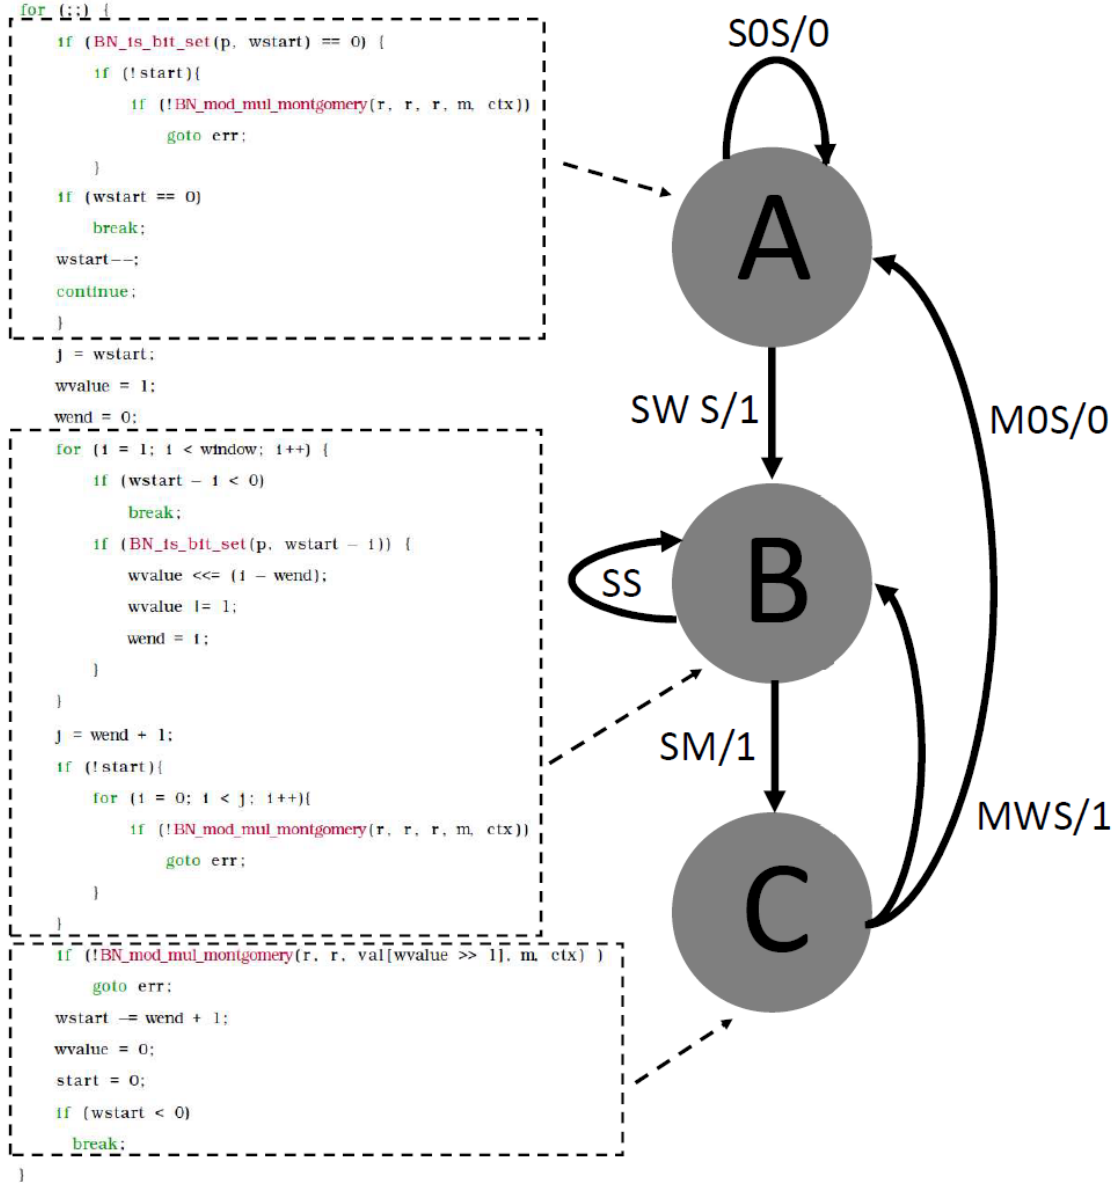 for (;;) {
if (BN_is_bit_set(p, wstart) == 0) {
if (!start){
if (!BN_mod_mul_montgomery(r, r, r, m, ctx))
goto err;
}
if (wstart == 0)
break;
wstart--;
continue;
}
j = wstart;
wvalue = 1;
wend = 0;
for (i = 1; i < window; i++) {
if (wstart - i < 0)
break;
if (BN_is_bit_set(p, wstart - i)) {
wvalue <<= (i - wend);
wvalue |= 1;
wend = i;
}
}
j = wend + 1;
if (!start){
for (i = 0; i < j; i++){
if (!BN_mod_mul_montgomery(r, r, r, m, ctx))
goto err;
}
}
if (!BN_mod_mul_montgomery(r, r, val[wvalue >> 1], m, ctx) )
goto err;
wstart -= wend + 1;
wvalue = 0;
start = 0;
if (wstart < 0)
break;
}
S0S/0
A
SW S/1
M0S/0
SS
B
SM/1
MWS/1
C